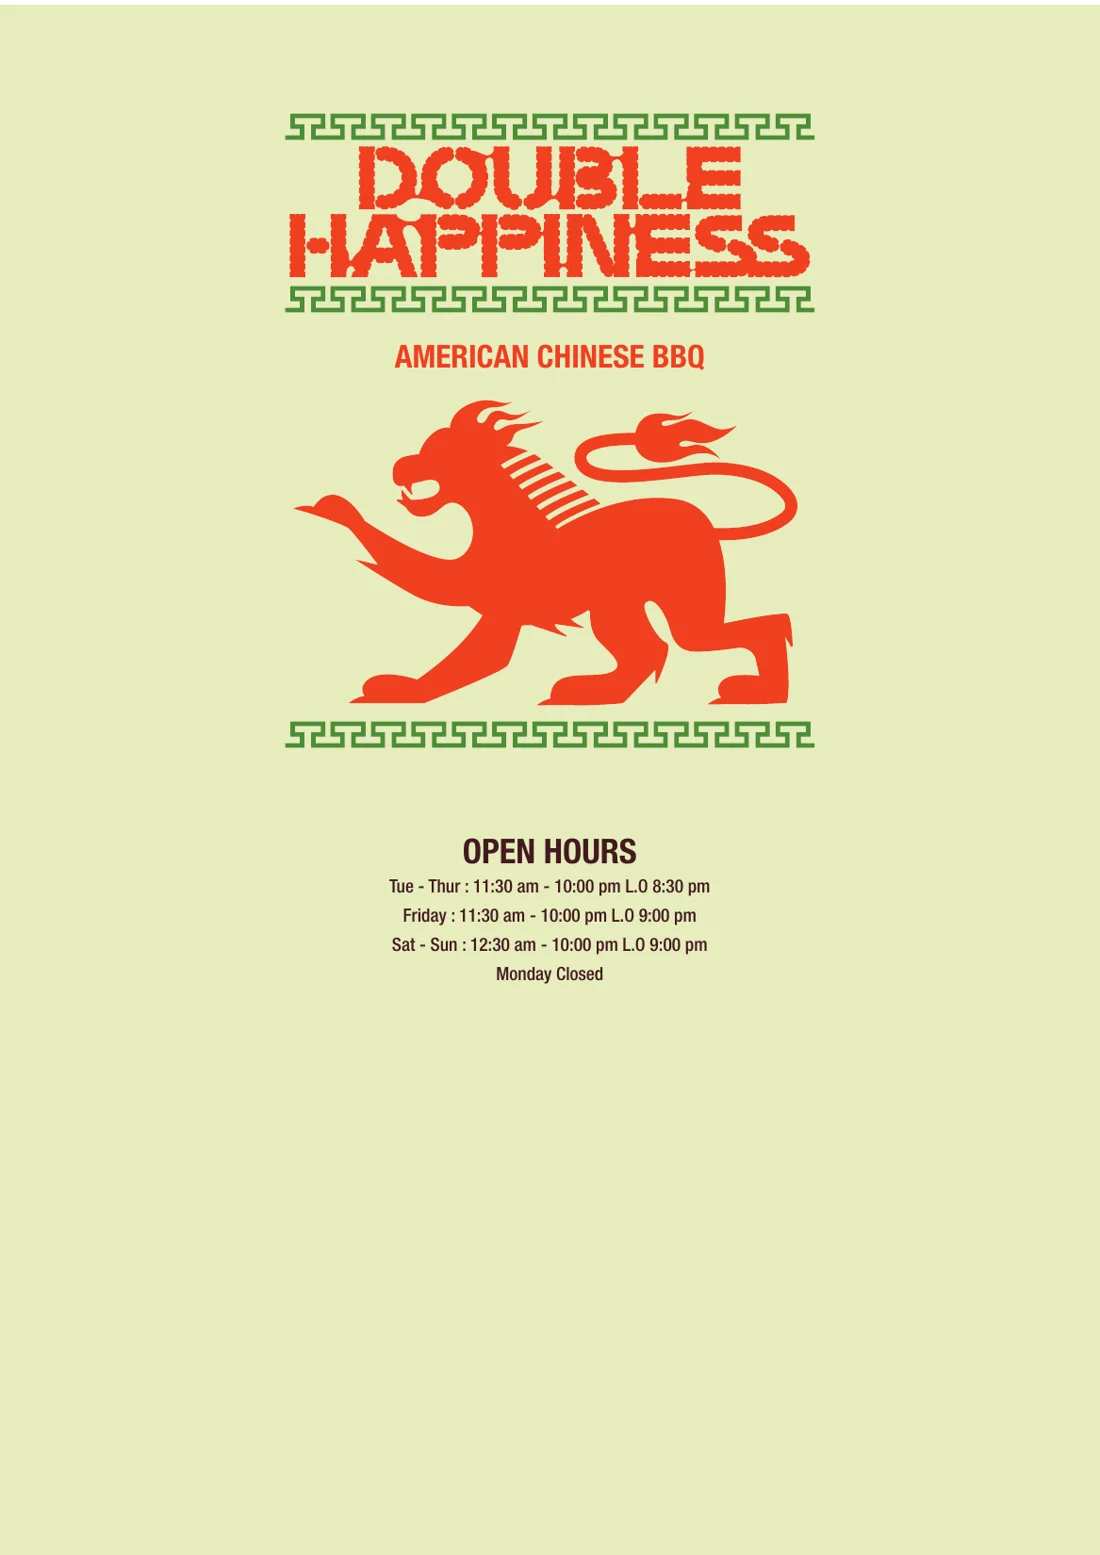 DOUBLE
HAPPINESS
AMERICAN CHINESE BBQ
OPEN HOURS
Tue - Thur : 11:30 am - 10:00 pm L.O 8:30 pm
Friday : 11:30 am - 10:00 pm L.O 9:00 pm
Sat - Sun : 12:30 am - 10:00 pm L.O 9:00 pm
Monday Closed